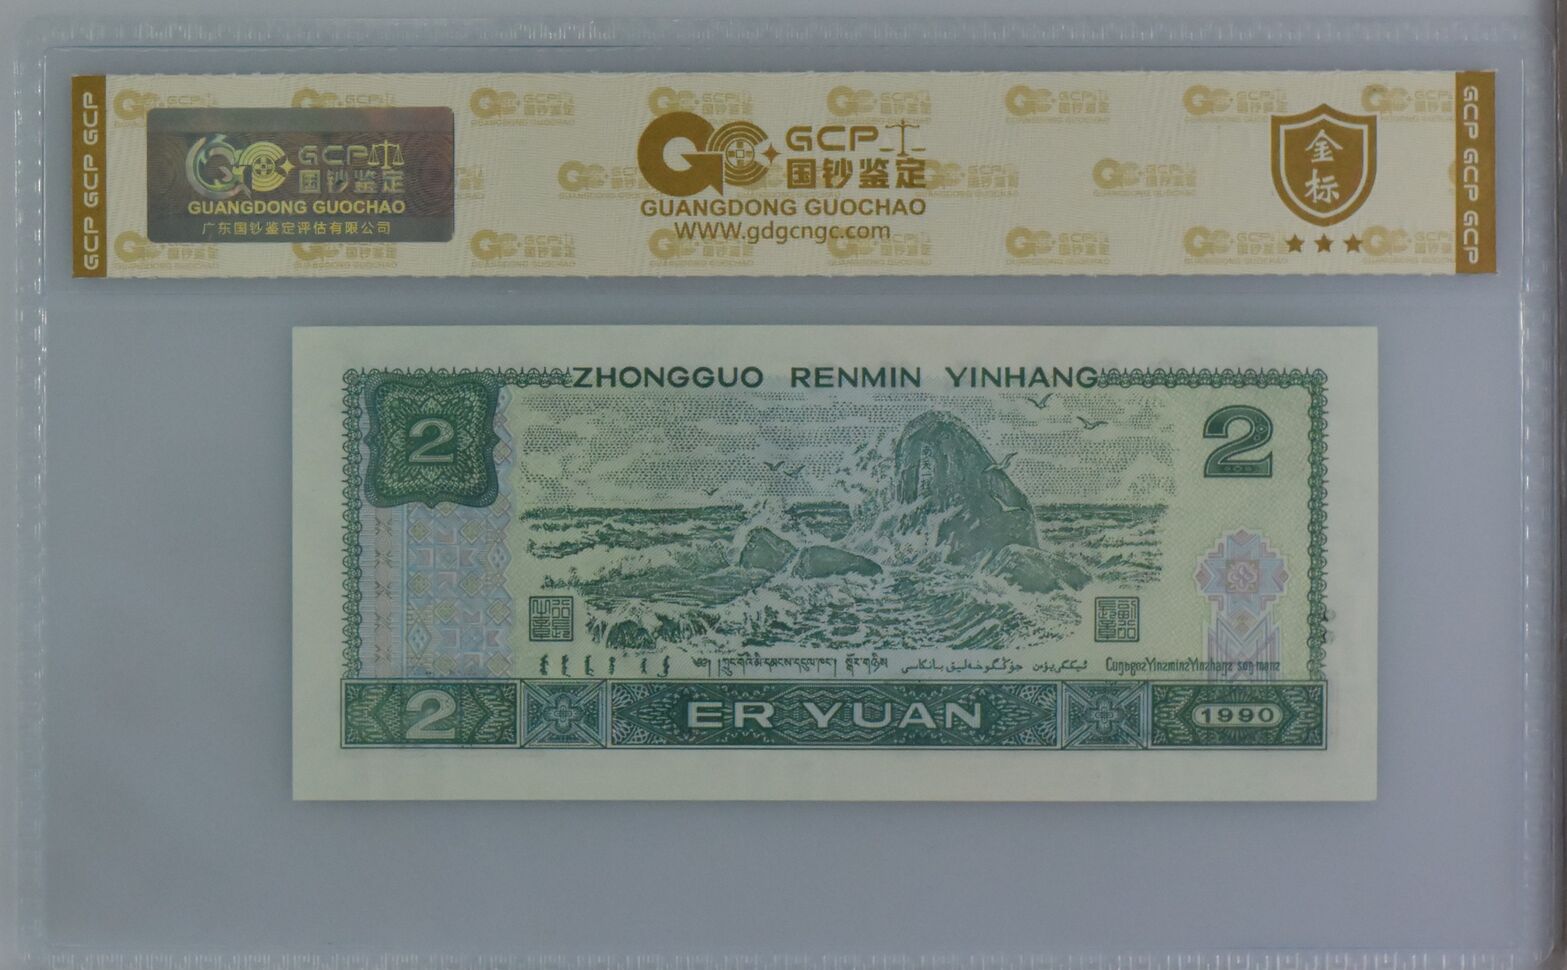 GCP GCP GCP
GCP
国钞鉴定
GUANGDONG GUOCHAO
广东国钞鉴定评估有限公司
GCP
国钞鉴定
GUANGDONG GUOCHAO
WWW.gdgcngc.com
金
标
GCP GCP GCP
ZHONGGUO RENMIN YINHANG
2
2
2 ER YUAN 1990